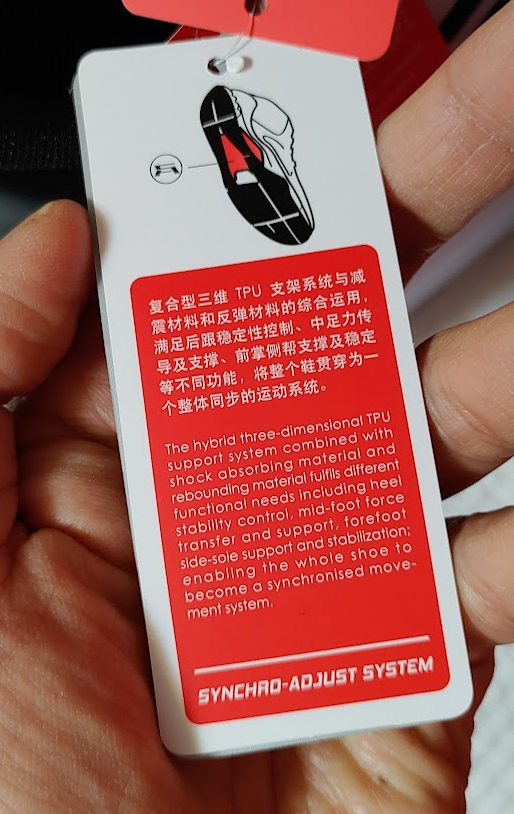 复合型三维 TPU 支架系统与减
震材料和反弹材料的综合运用，
满足后跟稳定性控制、中足力传
导及支撑、前掌侧帮支撑及稳定
等不同功能，将整个鞋贯穿为一
个整体同步的运动系统。
The hybrid three-dimensional TPU
support system combined with
shock absorbing material and
rebounding material fulfils different
functional needs including heel
stability control, mid-foot force
transfer and support, forefoot
side-sole support and stabilization;
enabling the whole shoe to
become a synchronised move-
ment system.
SYNCHRO-ADJUST SYSTEM